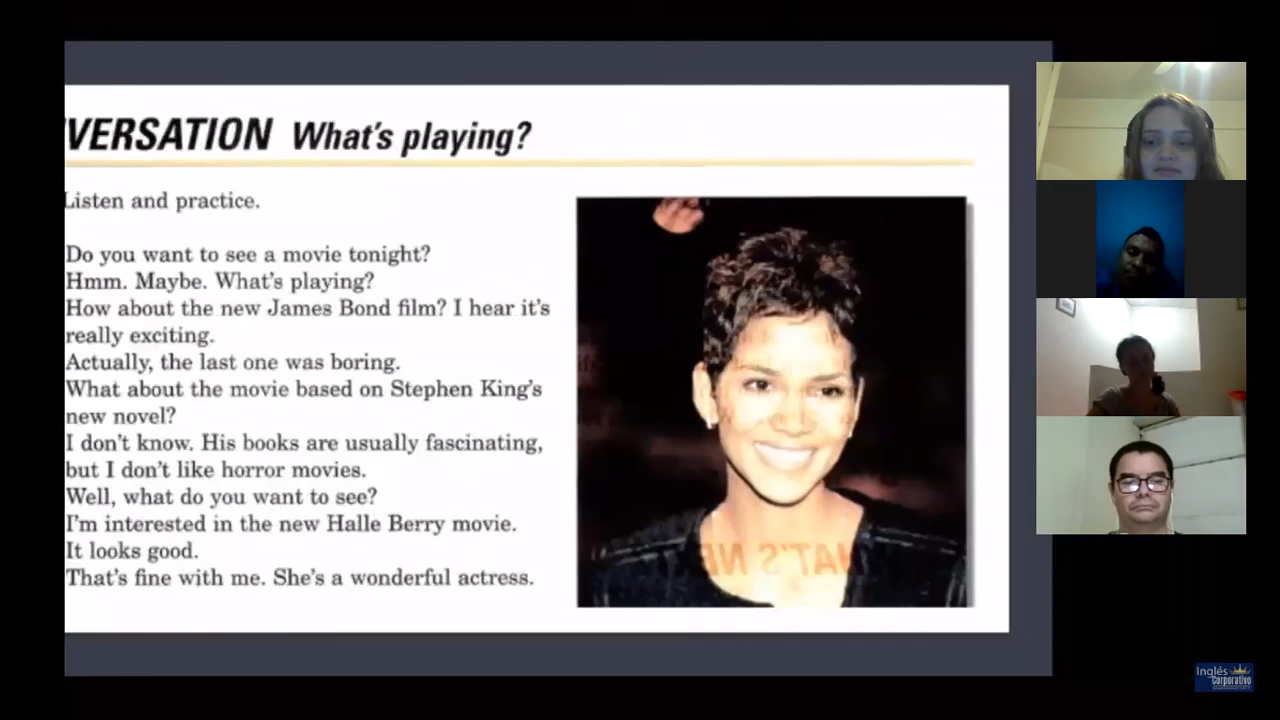 VERSATION What's playing?
Listen and practice.
Do you want to see a movie tonight?
Hmm. Maybe. What's playing?
How about the new James Bond film? I hear it's
really exciting.
Actually, the last one was boring.
What about the movie based on Stephen King's
new novel?
I don't know. His books are usually fascinating,
but I don't like horror movies.
Well, what do you want to see?
I'm interested in the new Halle Berry movie.
It looks good.
That's fine with me. She's a wonderful actress.
Inglés
Corporativo